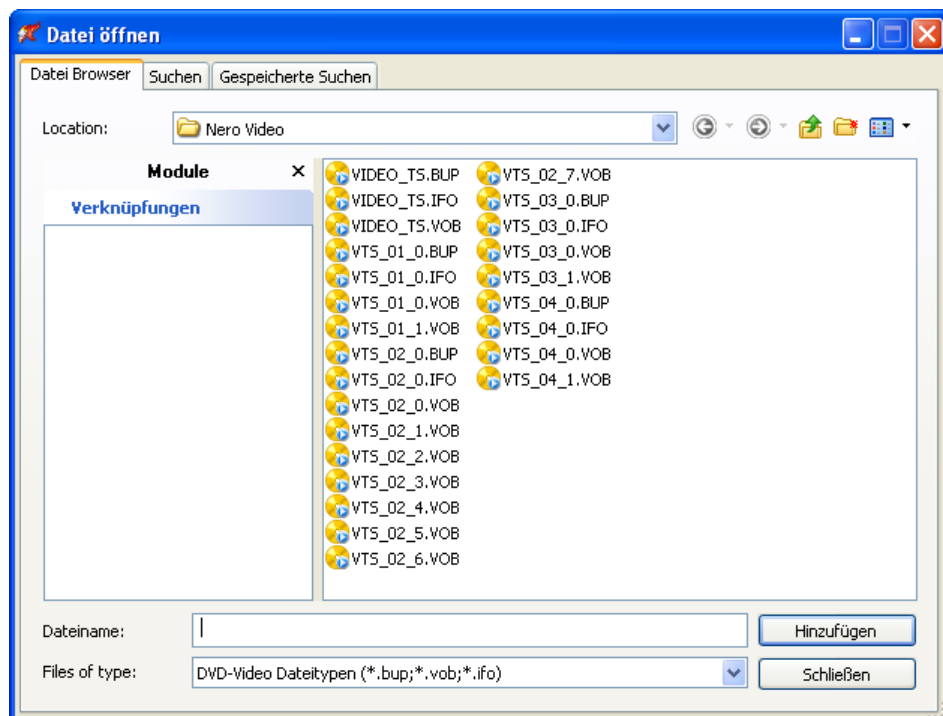 Datei öffnen
Datei Browser Suchen Gespeicherte Suchen
Location: Nero Video
Module
Verknüpfungen
VIDEO_TS.BUP
VIDEO_TS.IFO
VIDEO_TS.VOB
VTS_01_0.BUP
VTS_01_0.IFO
VTS_01_0.VOB
VTS_01_1.VOB
VTS_02_0.BUP
VTS_02_0.IFO
VTS_02_0.VOB
VTS_02_1.VOB
VTS_02_2.VOB
VTS_02_3.VOB
VTS_02_4.VOB
VTS_02_5.VOB
VTS_02_6.VOB
VTS_02_7.VOB
VTS_03_0.BUP
VTS_03_0.IFO
VTS_03_0.VOB
VTS_03_1.VOB
VTS_04_0.BUP
VTS_04_0.IFO
VTS_04_0.VOB
VTS_04_1.VOB
Dateiname: Hinzufügen
Files of type: DVD-Video Dateitypen (*.bup;*.vob;*.ifo) Schließen